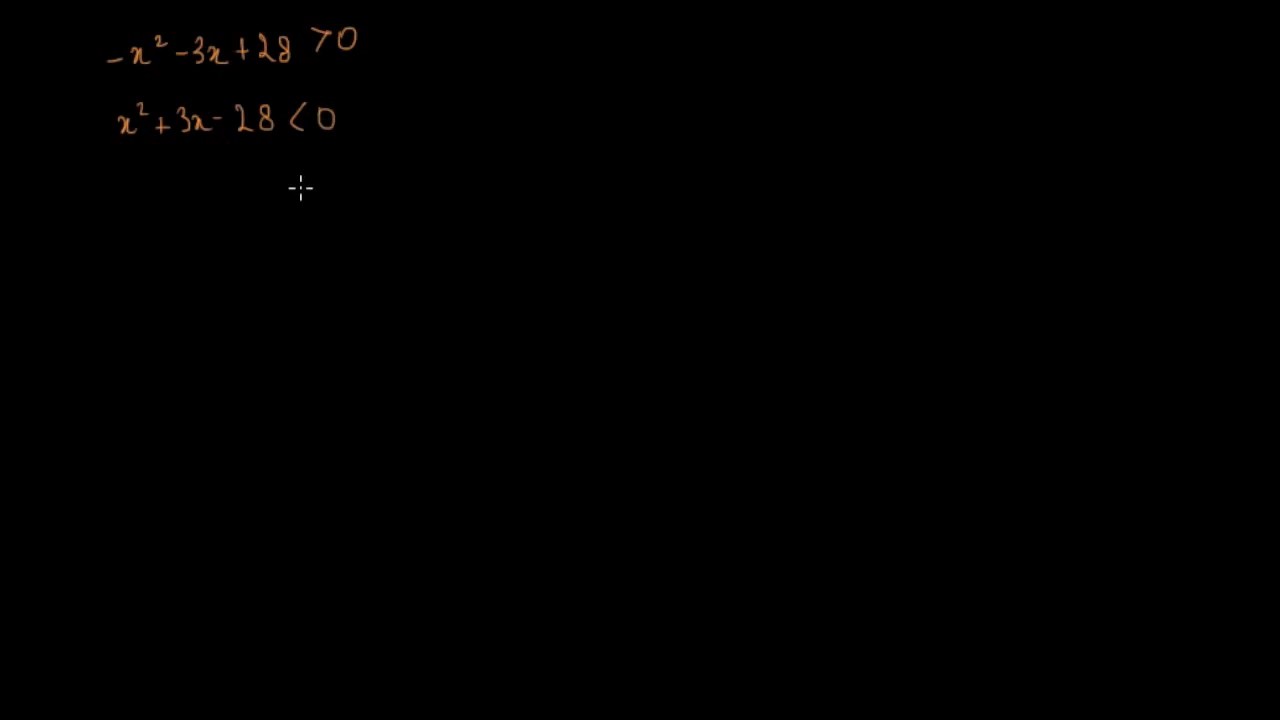 -x² -3x + 28 > 0
x² + 3x - 28 < 0